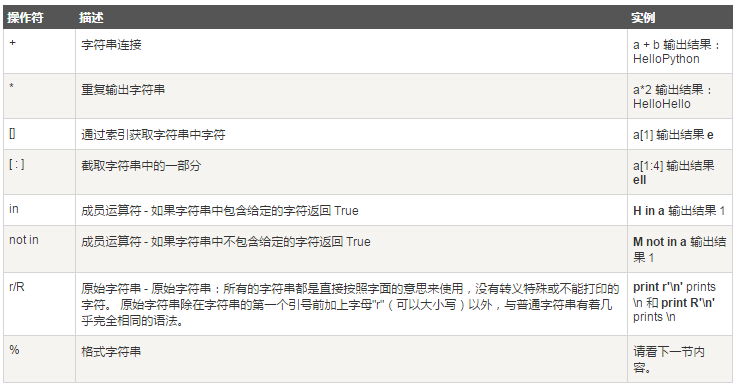 操作符 描述 实例
+ 字符串连接 a + b 输出结果：
HelloPython
* 重复输出字符串 a*2 输出结果：
HelloHello
[] 通过索引获取字符串中字符 a[1] 输出结果 e
[ : ] 截取字符串中的一部分 a[1:4] 输出结果
ell
in 成员运算符 - 如果字符串中包含给定的字符返回 True H in a 输出结果 1
not in 成员运算符 - 如果字符串中不包含给定的字符返回 True M not in a 输出结
果 1
r/R 原始字符串 - 原始字符串：所有的字符串都是直接按照字面的意思来使用，没有转义特殊或不能打印的 print r'\n' prints
字符。 原始字符串除在字符串的第一个引号前加上字母"r"（可以大小写）以外，与普通字符串有着几 \n 和 print R'\n'
乎完全相同的语法。 prints \n
% 格式字符串 请看下一节内
容。